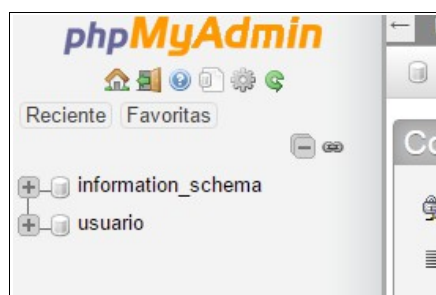 phpMyAdmin
Reciente Favoritas
information_schema
usuario
Co